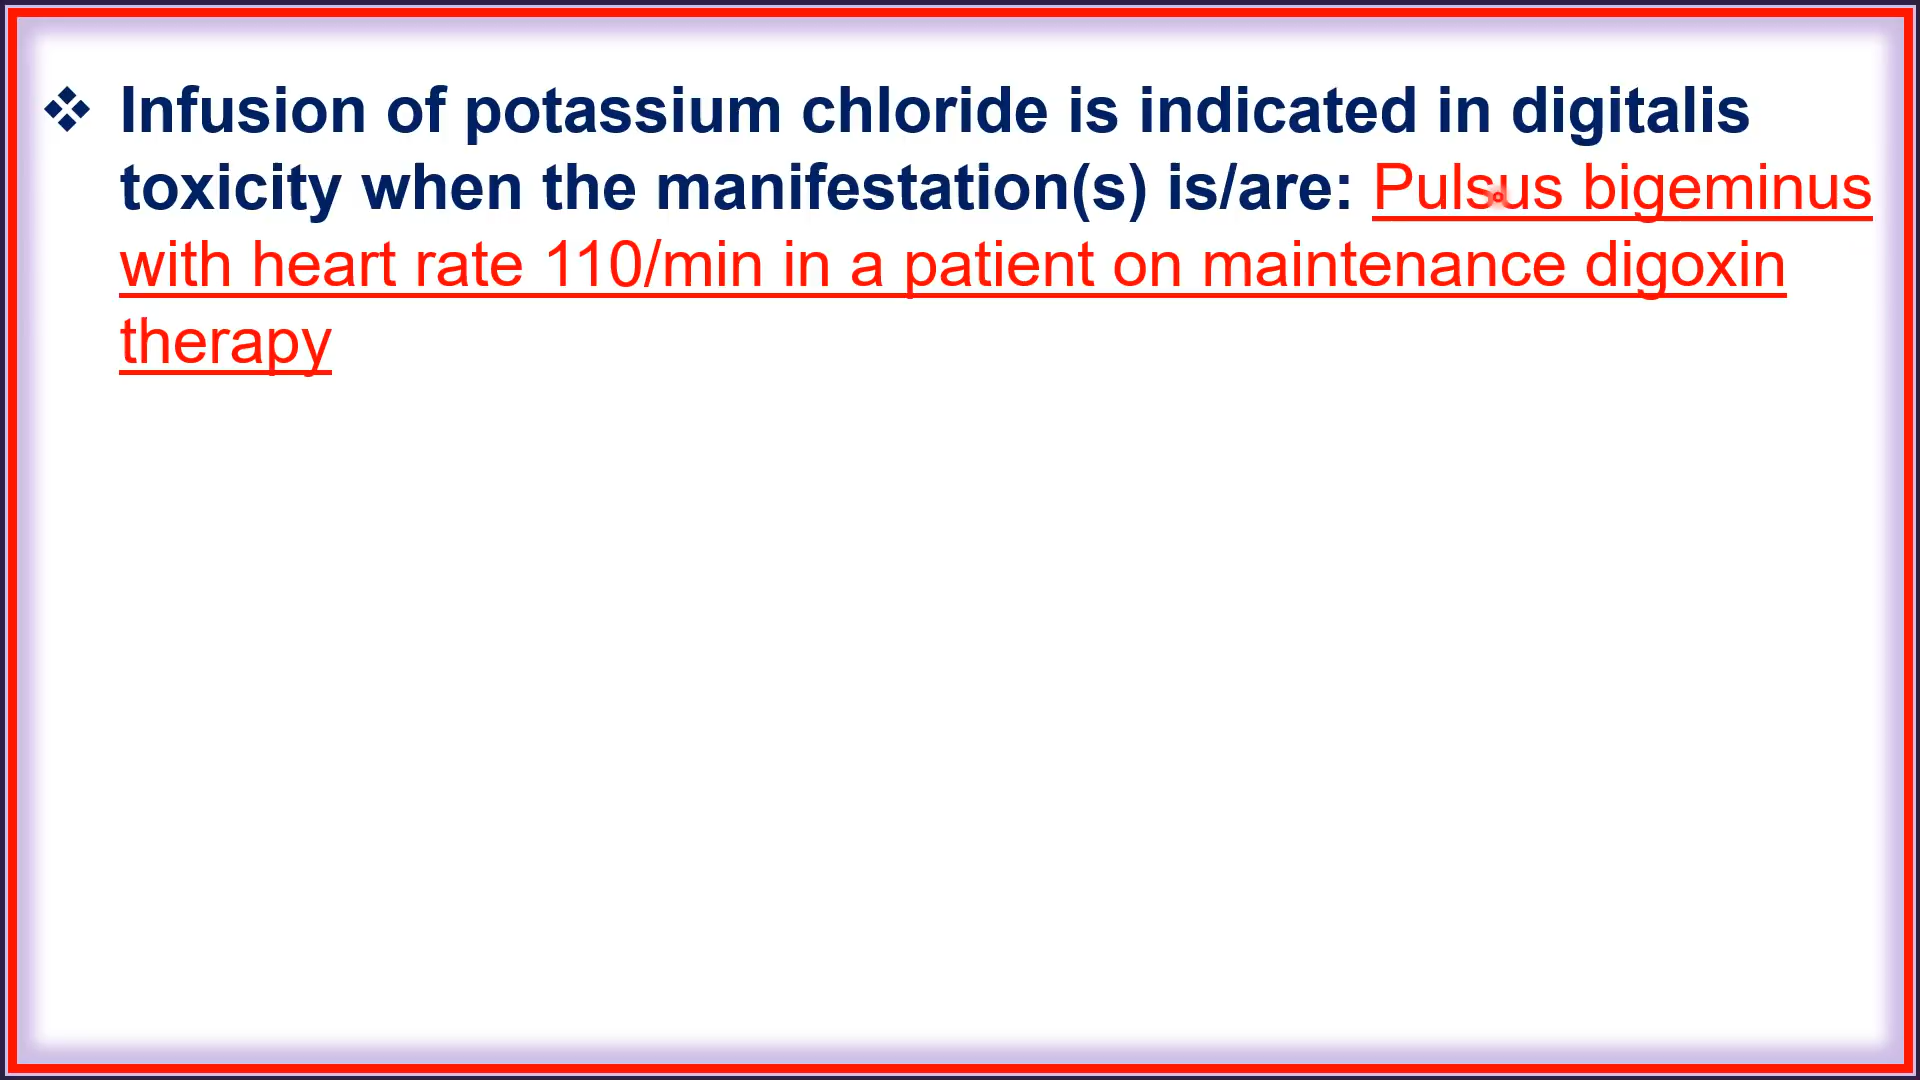 ❖ Infusion of potassium chloride is indicated in digitalis
toxicity when the manifestation(s) is/are: Pulsus bigeminus
with heart rate 110/min in a patient on maintenance digoxin
therapy